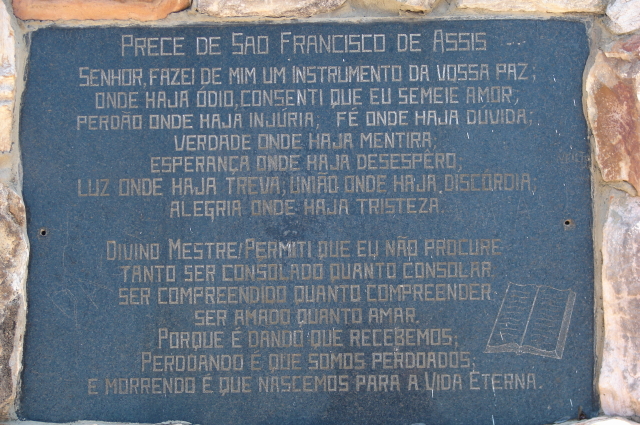 PRECE DE SAO FRANCISCO DE ASSIS
SENHOR, FAZEI DE MIM UM INSTRUMENTO DA VOSSA PAZ;
ONDE HAJA ÓDIO, CONSENTI QUE EU SEMEIE AMOR;
PERDÃO ONDE HAJA INJÚRIA; FÉ ONDE HAJA DUVIDA;
VERDADE ONDE HAJA MENTIRA;
ESPERANÇA ONDE HAJA DESESPÊRO;
LUZ ONDE HAJA TREVA; UNIÃO ONDE HAJA DISCÓRDIA;
ALEGRIA ONDE HAJA TRISTEZA.
DIVINO MESTRE/PERMITI QUE EU NÃO PROCURE
TANTO SER CONSOLADO QUANTO CONSOLAR
SER COMPREENDIDO QUANTO COMPREENDER
SER AMADO QUANTO AMAR.
PORQUE É DANDO QUE RECEBEMOS;
PERDOANDO É QUE SOMOS PERDOADOS;
E MORRENDO É QUE NASCEMOS PARA A VIDA ETERNA.